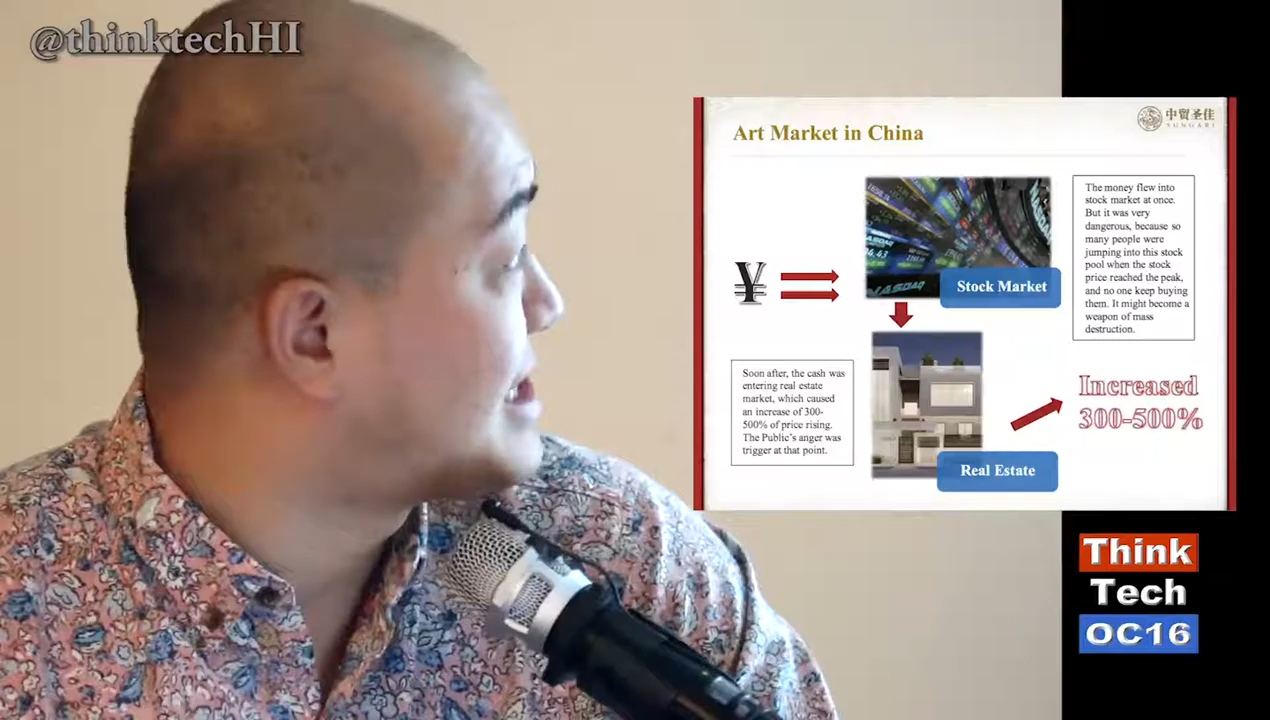 @thinktechHI
中贸圣佳
SUNGARI
Art Market in China
The money flew into
stock market at once.
But it was very
dangerous, because so
many people were
jumping into this stock
pool when the stock
price reached the peak,
and no one keep buying
them. It might become a
weapon of mass
destruction.
¥
NASDAQ
Stock Market
Soon after, the cash was
entering real estate
market, which caused
an increase of 300-
500% of price rising.
The Public's anger was
trigger at that point.
Increased
300-500%
Real Estate
Think
Tech
OC16